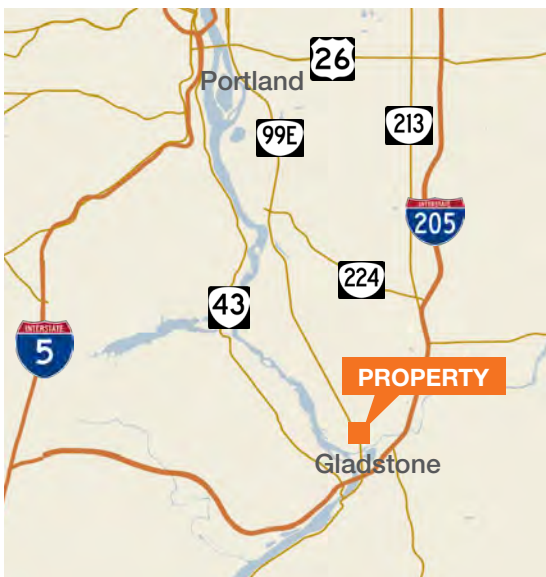 26
Portland
99E
213
INTERSTATE
205
224
43
INTERSTATE
5
PROPERTY
Gladstone